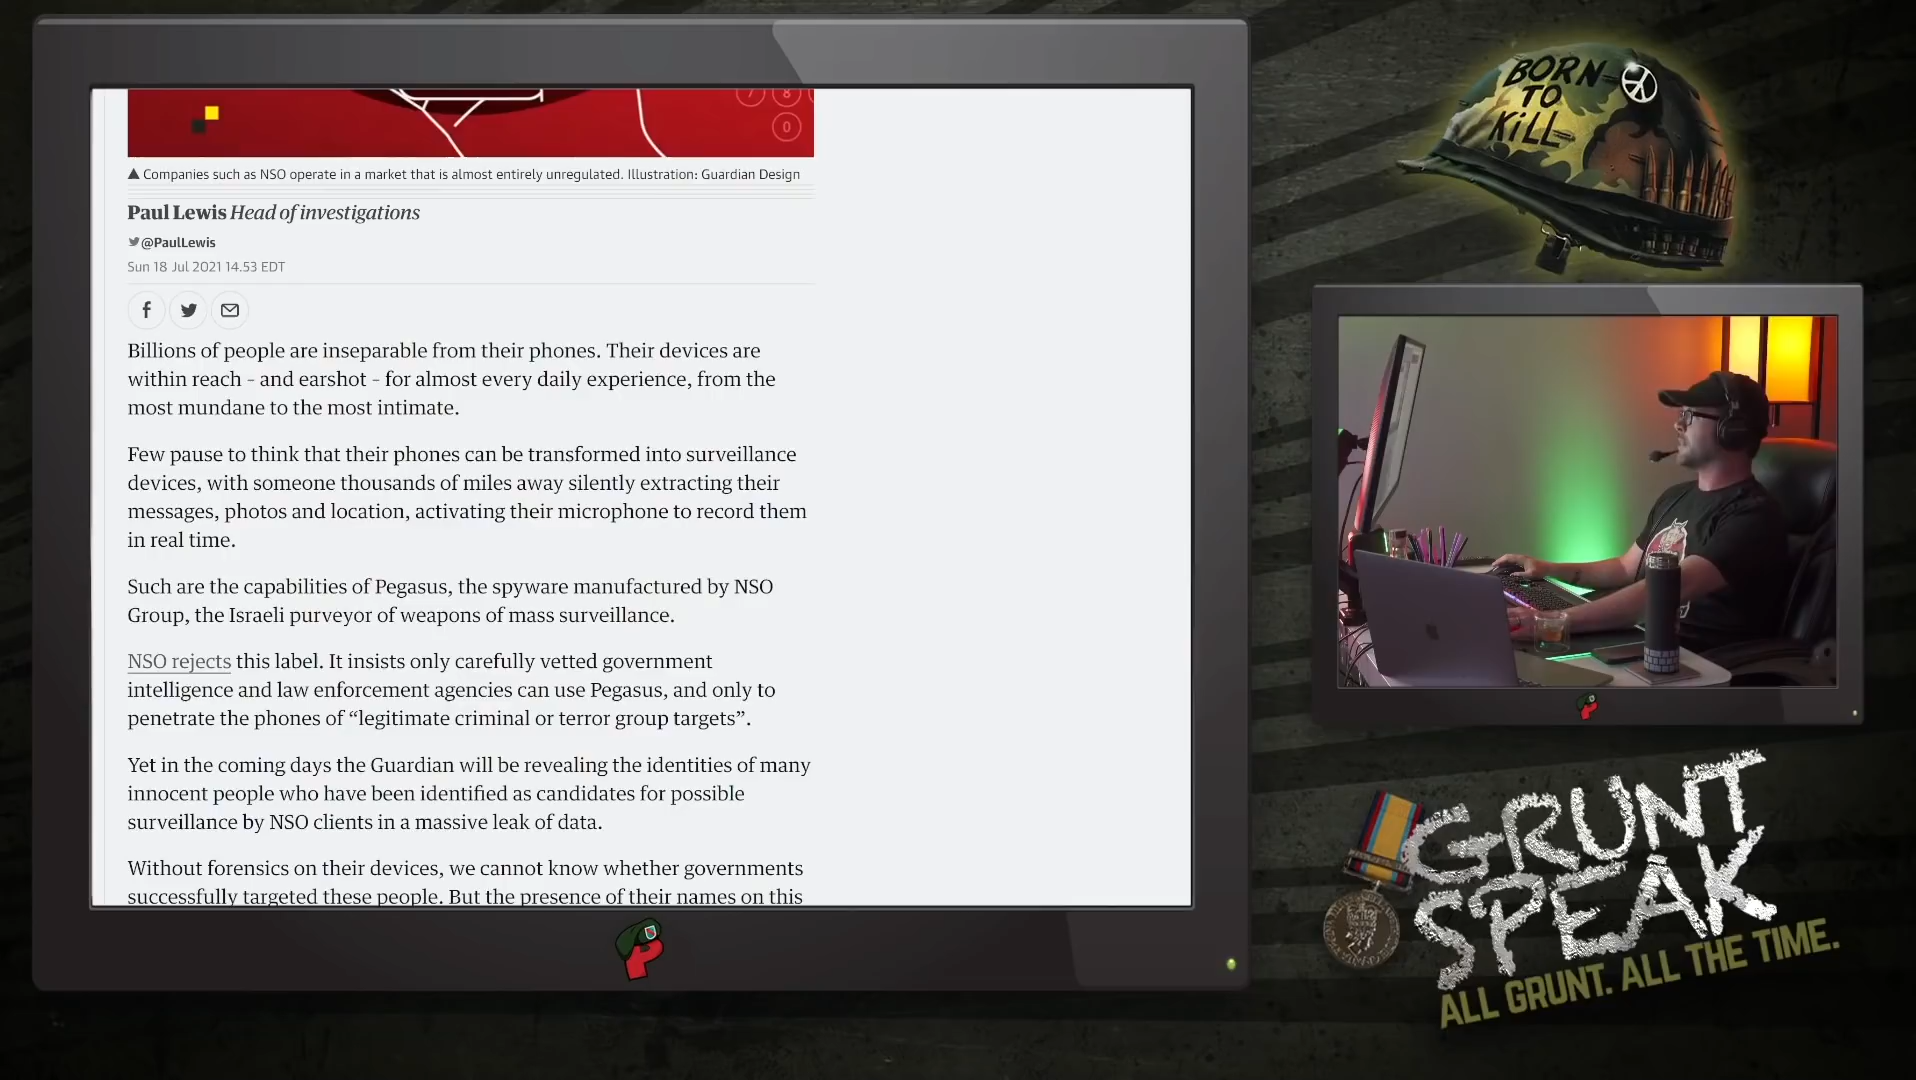 7 8
0
▲ Companies such as NSO operate in a market that is almost entirely unregulated. Illustration: Guardian Design
Paul Lewis Head of investigations
@PaulLewis
Sun 18 Jul 2021 14.53 EDT
Billions of people are inseparable from their phones. Their devices are
within reach – and earshot – for almost every daily experience, from the
most mundane to the most intimate.
Few pause to think that their phones can be transformed into surveillance
devices, with someone thousands of miles away silently extracting their
messages, photos and location, activating their microphone to record them
in real time.
Such are the capabilities of Pegasus, the spyware manufactured by NSO
Group, the Israeli purveyor of weapons of mass surveillance.
NSO rejects this label. It insists only carefully vetted government
intelligence and law enforcement agencies can use Pegasus, and only to
penetrate the phones of “legitimate criminal or terror group targets”.
Yet in the coming days the Guardian will be revealing the identities of many
innocent people who have been identified as candidates for possible
surveillance by NSO clients in a massive leak of data.
Without forensics on their devices, we cannot know whether governments
successfully targeted these people. But the presence of their names on this
BORN
TO
KILL
GRUNT
SPEAK
ALL GRUNT. ALL THE TIME.